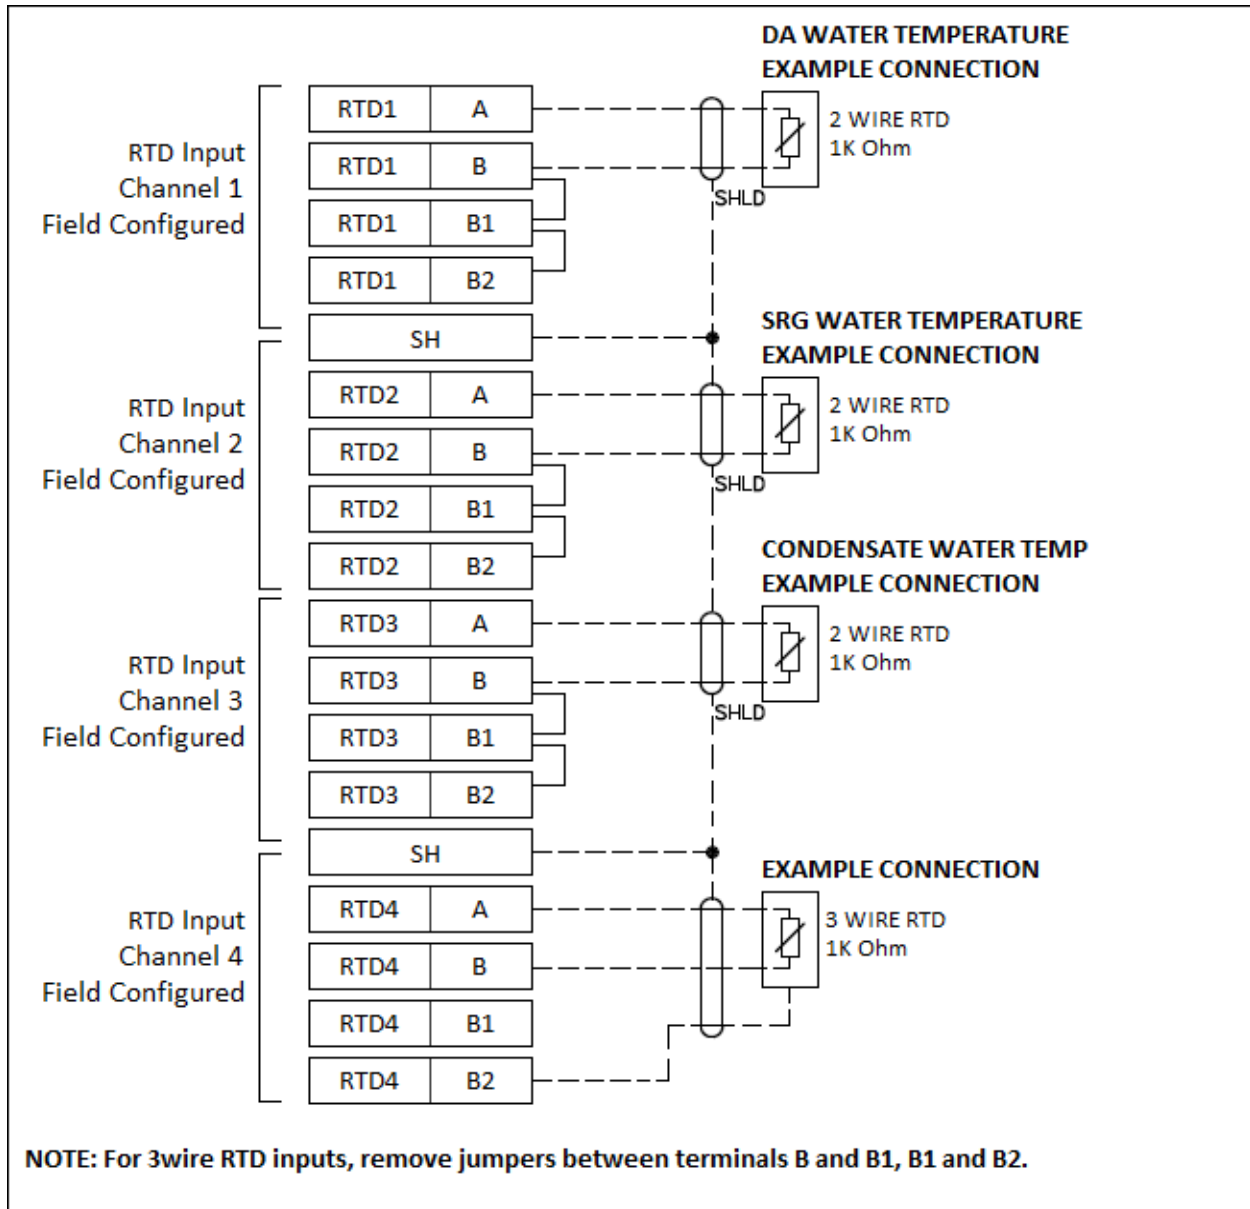 DA WATER TEMPERATURE
EXAMPLE CONNECTION
RTD Input
Channel 1
Field Configured
RTD1 A
RTD1 B
RTD1 B1
RTD1 B2
2 WIRE RTD
1K Ohm
SHLD
SH
SRG WATER TEMPERATURE
EXAMPLE CONNECTION
RTD Input
Channel 2
Field Configured
RTD2 A
RTD2 B
RTD2 B1
RTD2 B2
2 WIRE RTD
1K Ohm
SHLD
CONDENSATE WATER TEMP
EXAMPLE CONNECTION
RTD Input
Channel 3
Field Configured
RTD3 A
RTD3 B
RTD3 B1
RTD3 B2
2 WIRE RTD
1K Ohm
SHLD
SH
EXAMPLE CONNECTION
RTD Input
Channel 4
Field Configured
RTD4 A
RTD4 B
RTD4 B1
RTD4 B2
3 WIRE RTD
1K Ohm
NOTE: For 3wire RTD inputs, remove jumpers between terminals B and B1, B1 and B2.